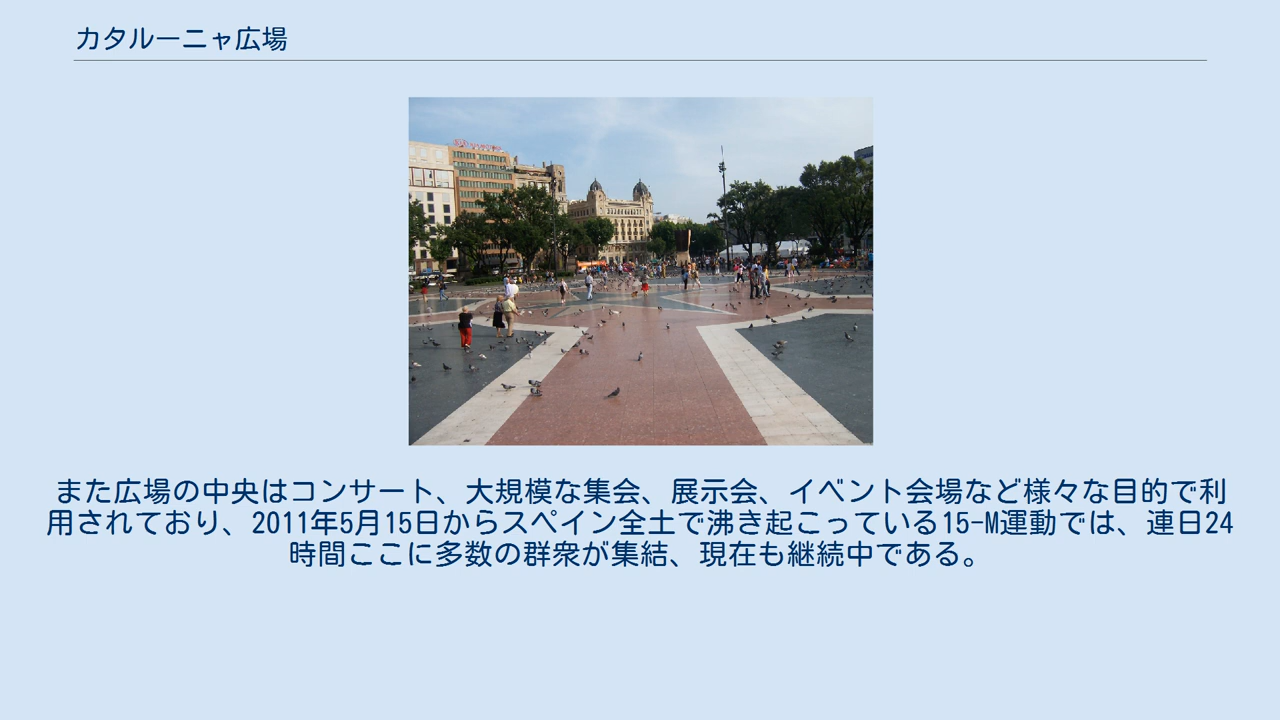 カタルーニャ広場
また広場の中央はコンサート、大規模な集会、展示会、イベント会場など様々な目的で利
用されており、2011年5月15日からスペイン全土で沸き起こっている15-M運動では、連日24
時間ここに多数の群衆が集結、現在も継続中である。